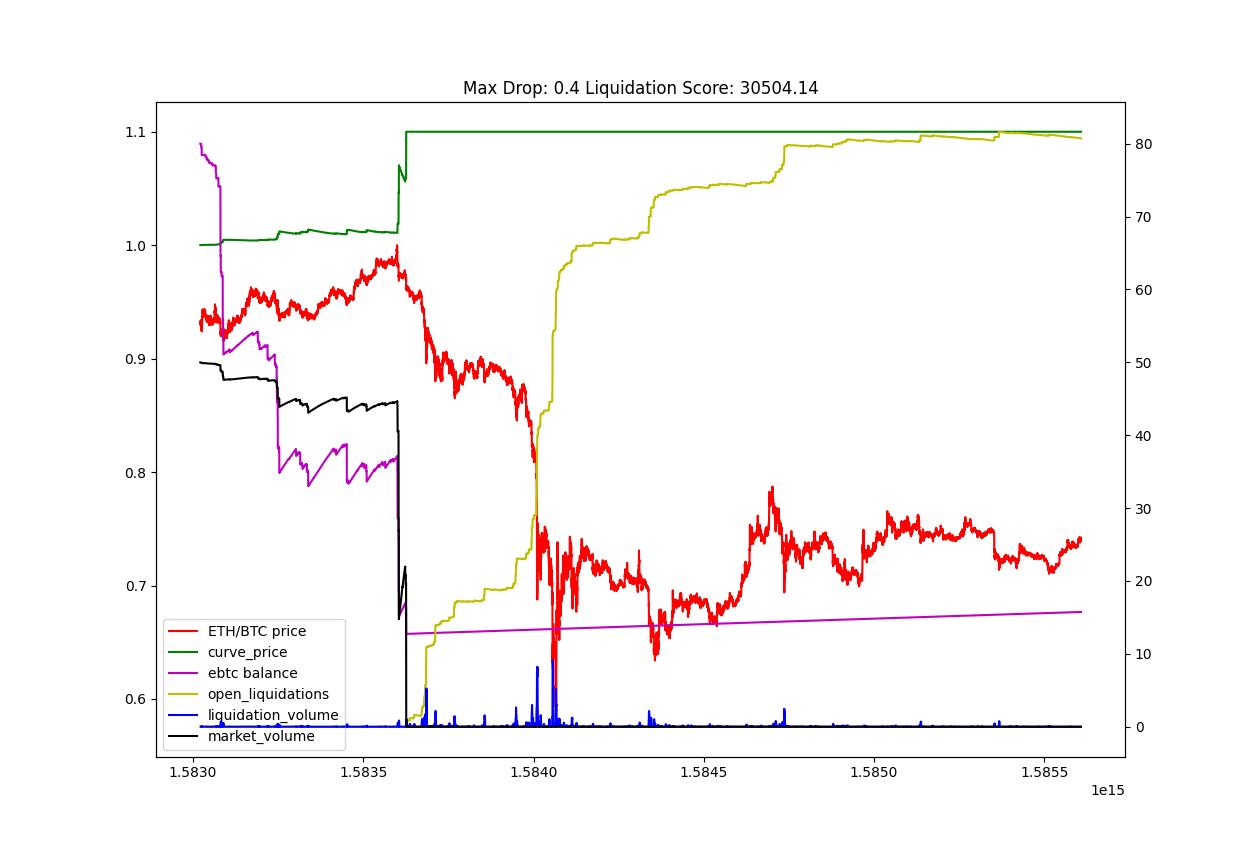 Max Drop: 0.4 Liquidation Score: 30504.14
1.1
1.0
0.9
0.8
0.7
0.6
80
70
60
50
40
30
20
10
0
ETH/BTC price
curve_price
ebtc balance
open_liquidations
liquidation_volume
market_volume
1.5830 1.5835 1.5840 1.5845 1.5850 1.5855
1e15